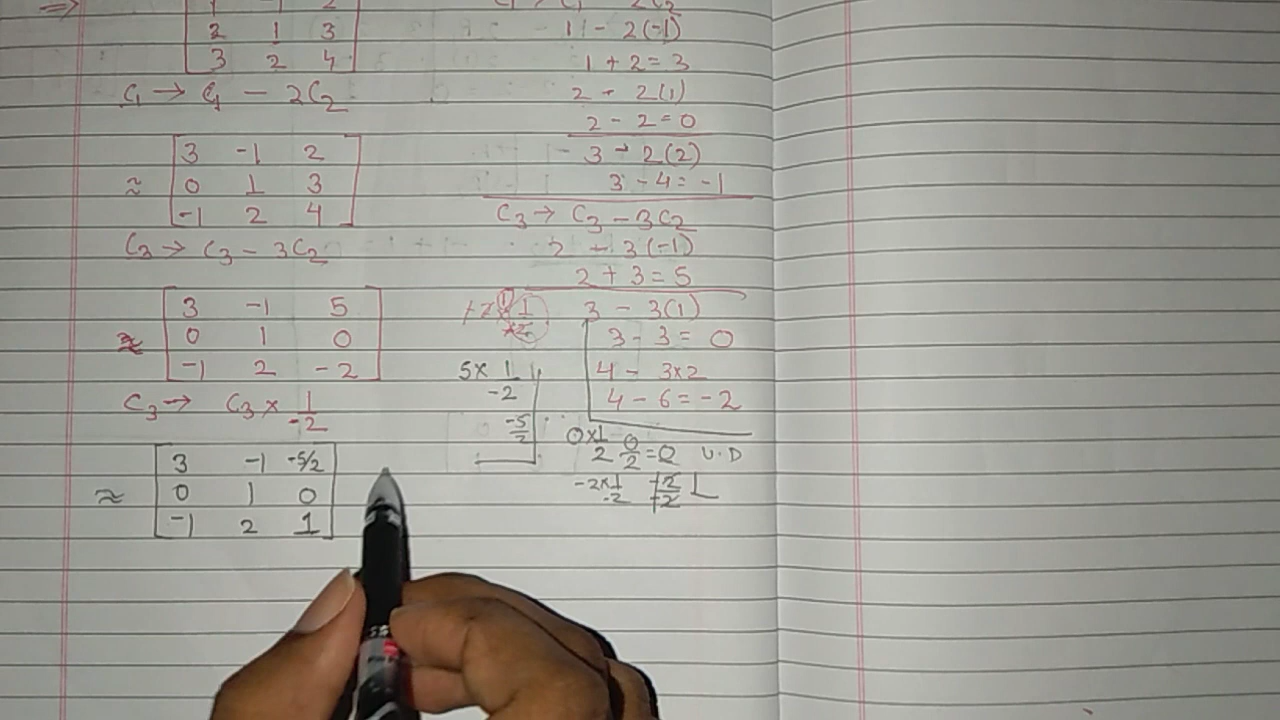 ⇒
2 1 3
3 2 4
C1 → C1 - 2C2
≈ 3 -1 2
0 1 3
-1 2 4
C3 → C3 - 3C2
≈ 3 -1 5
0 1 0
-1 2 -2
C3 → C3 × 1/-2
≈ 3 -1 -5/2
0 1 0
-1 2 1
1 - 2(-1)
1 + 2 = 3
2 - 2(1)
2 - 2 = 0
3 - 2(2)
3 - 4 = -1
C3 → C3 - 3C2
2 - 3(-1)
2 + 3 = 5
3 - 3(1)
3 - 3 = 0
4 - 3×2
4 - 6 = -2
5 × 1/-2
-5/2
0×1/2 0/2 = 0 U.D
-2×1/-2 -2/-2 1